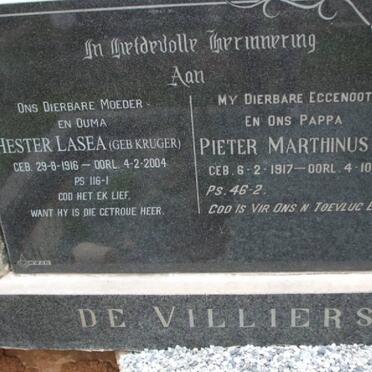 In Liefdevolle Herinnering
Aan
Ons Dierbare Moeder
en Ouma
Hester Lasea (geb Kruger)
Geb. 29-8-1916 - Oorl. 4-2-2004
Ps 116-1
God het ek lief,
want Hy is die getroue Heer.
My Dierbare Eggenoot
en Ons Pappa
Pieter Marthinus
Geb. 6-2-1917 - Oorl. 4-10
Ps. 46-2.
God is vir ons n toevlug
De Villiers